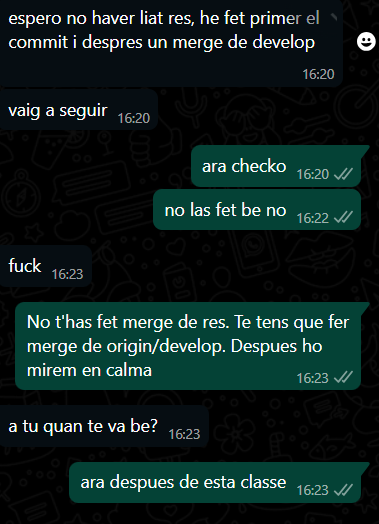 espero no haver liat res, he fet primer el
commit i despres un merge de develop
16:20
vaig a seguir
16:20
ara checko
16:20
no las fet be no
16:22
fuck
16:23
No t'has fet merge de res. Te tens que fer
merge de origin/develop. Despues ho
mirem en calma
16:23
a tu quan te va be?
16:23
ara despues de esta classe
16:23